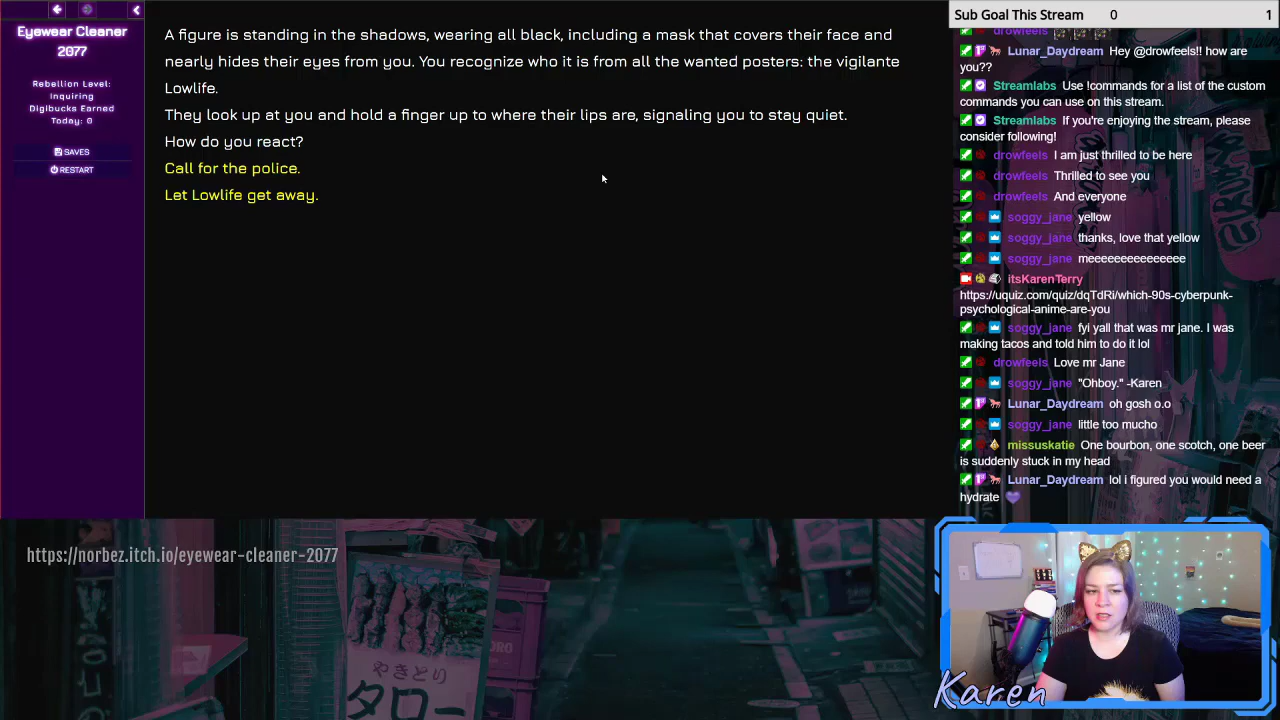 Eyewear Cleaner
2077
Rebellion Level:
Inquiring
Digibucks Earned
Today: 0
SAVES
RESTART
A figure is standing in the shadows, wearing all black, including a mask that covers their face and
nearly hides their eyes from you. You recognize who it is from all the wanted posters: the vigilante
Lowlife.
They look up at you and hold a finger up to where their lips are, signaling you to stay quiet.
How do you react?
Call for the police.
Let Lowlife get away.
Sub Goal This Stream 0 1
drowfeels
Lunar_Daydream Hey @drowfeels!! how are
you??
Streamlabs Use !commands for a list of the custom
commands you can use on this stream.
Streamlabs If you're enjoying the stream, please
consider following!
drowfeels I am just thrilled to be here
drowfeels Thrilled to see you
drowfeels And everyone
soggy_jane yellow
soggy_jane thanks, love that yellow
soggy_jane meeeeeeeeeeeeeee
itsKarenTerry
https://uquiz.com/quiz/dqTdRi/which-90s-cyberpunk-
psychological-anime-are-you
soggy_jane fyi yall that was mr jane. I was
making tacos and told him to do it lol
drowfeels Love mr Jane
soggy_jane "Ohboy." -Karen
Lunar_Daydream oh gosh o.o
soggy_jane little too mucho
missuskatie One bourbon, one scotch, one beer
is suddenly stuck in my head
Lunar_Daydream lol i figured you would need a
hydrate
https://norbez.itch.io/eyewear-cleaner-2077
やきとり
タロー
Karen